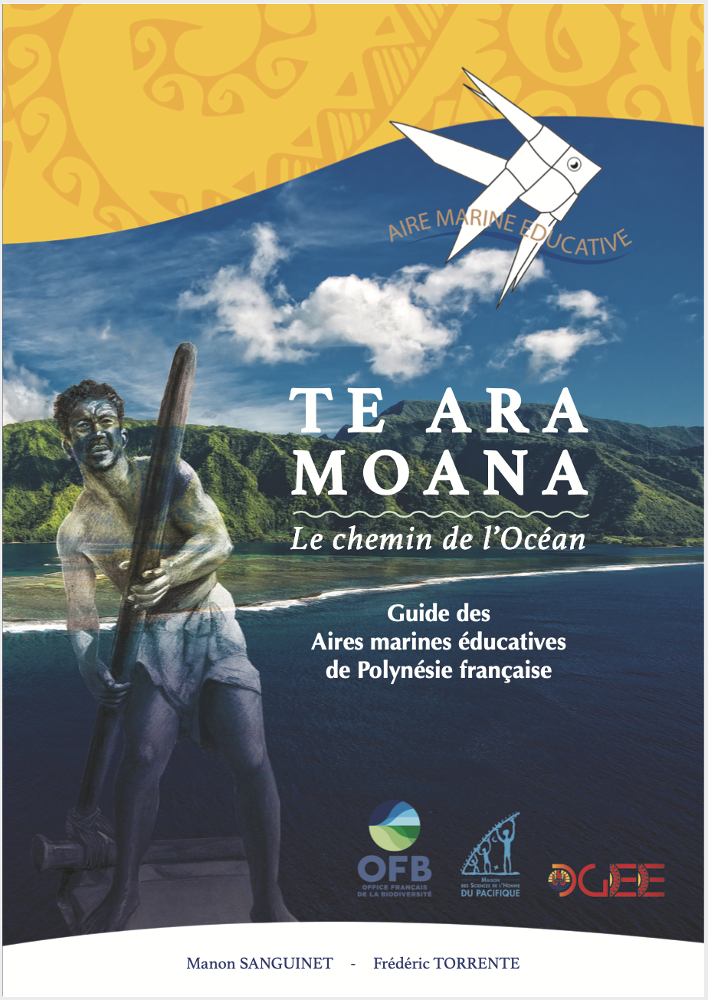 AIRE MARINE EDUCATIVE
TE ARA
MOANA
Le chemin de l'Océan
Guide des
Aires marines éducatives
de Polynésie française
OFB
OFFICE FRANÇAIS
DE LA BIODIVERSITÉ
MAISON
DES SCIENCES DE L'HOMME
DU PACIFIQUE
DGEE
Manon SANGUINET - Frédéric TORRENTE